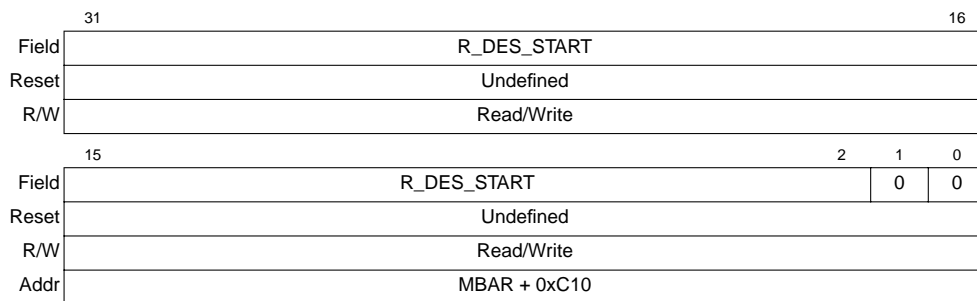 31 16
Field R_DES_START
Reset Undefined
R/W Read/Write
15 2 1 0
Field R_DES_START 0 0
Reset Undefined
R/W Read/Write
Addr MBAR + 0xC10